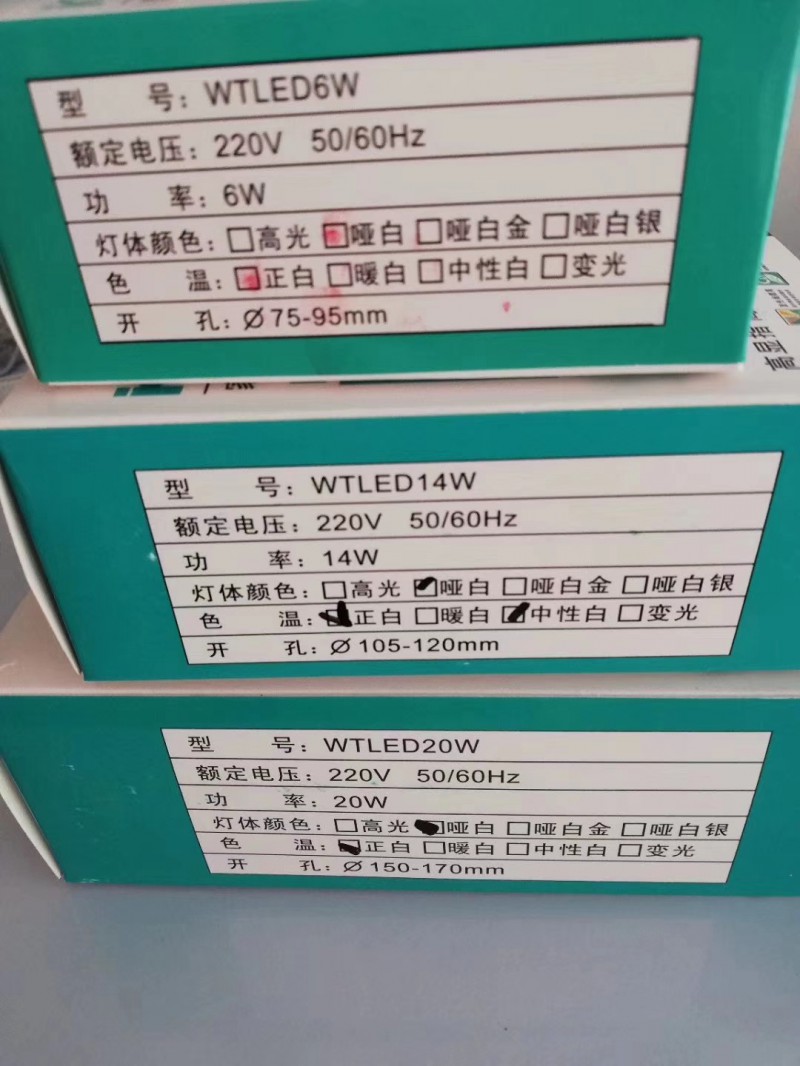 型 号：WTLED6W
额定电压：220V 50/60Hz
功 率：6W
灯体颜色：□高光 □哑白 □哑白金 □哑白银
色 温：□正白 □暖白 □中性白 □变光
开 孔：Ø75-95mm
型 号：WTLED14W
额定电压：220V 50/60Hz
功 率：14W
灯体颜色：□高光 □哑白 □哑白金 □哑白银
色 温：□正白 □暖白 □中性白 □变光
开 孔：Ø105-120mm
型 号：WTLED20W
额定电压：220V 50/60Hz
功 率：20W
灯体颜色：□高光 □哑白 □哑白金 □哑白银
色 温：□正白 □暖白 □中性白 □变光
开 孔：Ø150-170mm